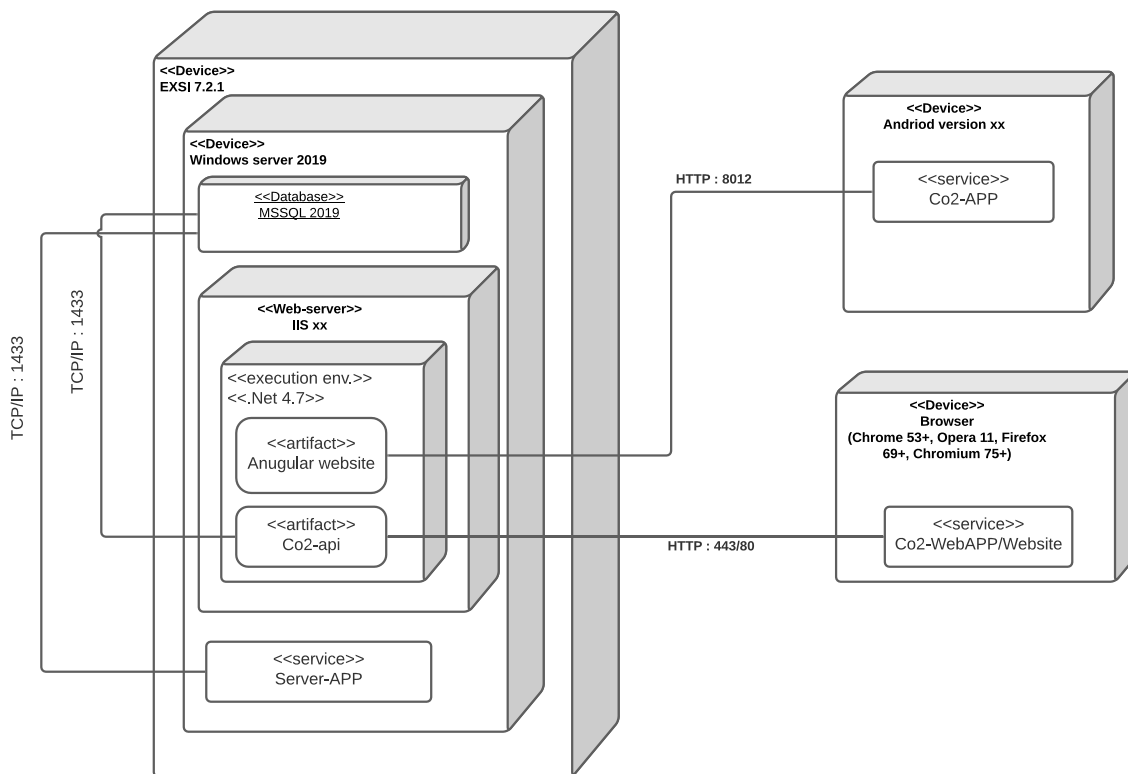 <<Device>>
EXSI 7.2.1
<<Device>>
Windows server 2019
<<Database>>
MSSQL 2019
<<Web-server>>
IIS xx
<<execution env.>>
<<.Net 4.7>>
<<artifact>>
Anugular website
<<artifact>>
Co2-api
<<service>>
Server-APP
TCP/IP : 1433
TCP/IP : 1433
HTTP : 8012
HTTP : 443/80
<<Device>>
Andriod version xx
<<service>>
Co2-APP
<<Device>>
Browser
(Chrome 53+, Opera 11, Firefox
69+, Chromium 75+)
<<service>>
Co2-WebAPP/Website